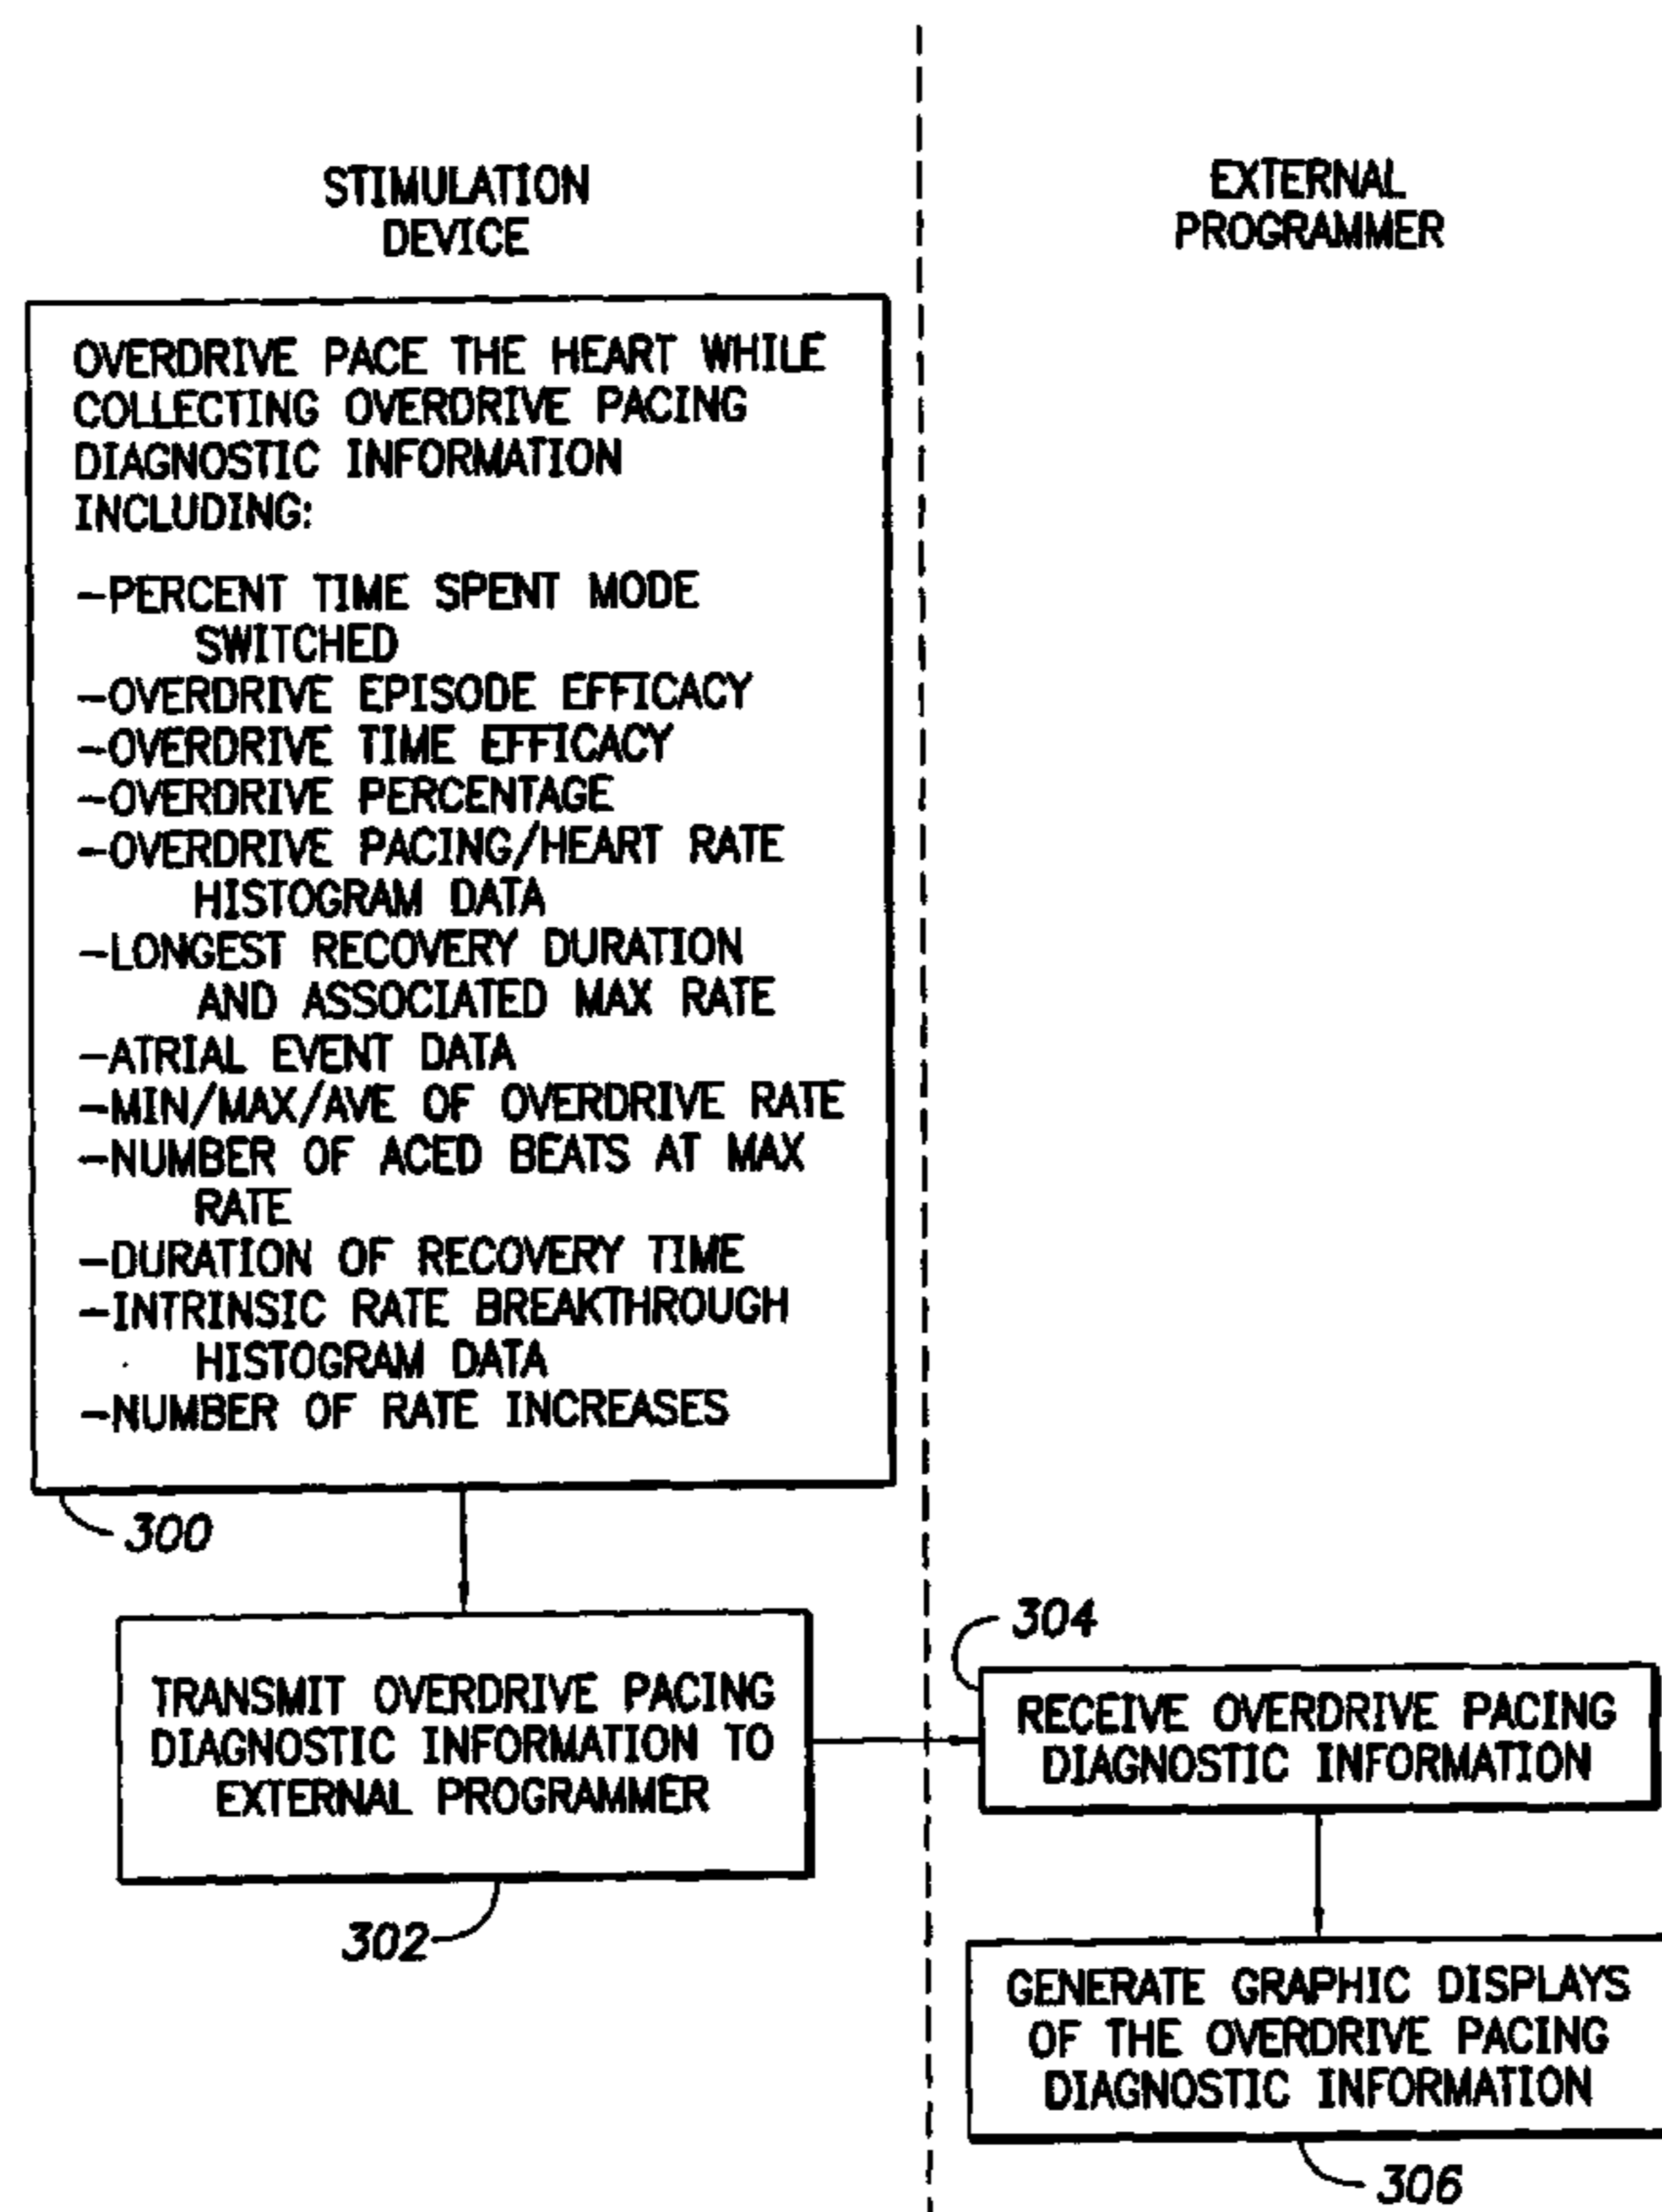 STIMULATION
DEVICE
OVERDRIVE PACE THE HEART WHILE
COLLECTING OVERDRIVE PACING
DIAGNOSTIC INFORMATION
INCLUDING:
-PERCENT TIME SPENT MODE
SWITCHED
-OVERDRIVE EPISODE EFFICACY
-OVERDRIVE TIME EFFICACY
-OVERDRIVE PERCENTAGE
-OVERDRIVE PACING/HEART RATE
HISTOGRAM DATA
-LONGEST RECOVERY DURATION
AND ASSOCIATED MAX RATE
-ATRIAL EVENT DATA
-MIN/MAX/AVE OF OVERDRIVE RATE
-NUMBER OF ACED BEATS AT MAX
RATE
-DURATION OF RECOVERY TIME
-INTRINSIC RATE BREAKTHROUGH
HISTOGRAM DATA
-NUMBER OF RATE INCREASES
300
TRANSMIT OVERDRIVE PACING
DIAGNOSTIC INFORMATION TO
EXTERNAL PROGRAMMER
302
EXTERNAL
PROGRAMMER
304
RECEIVE OVERDRIVE PACING
DIAGNOSTIC INFORMATION
GENERATE GRAPHIC DISPLAYS
OF THE OVERDRIVE PACING
DIAGNOSTIC INFORMATION
306